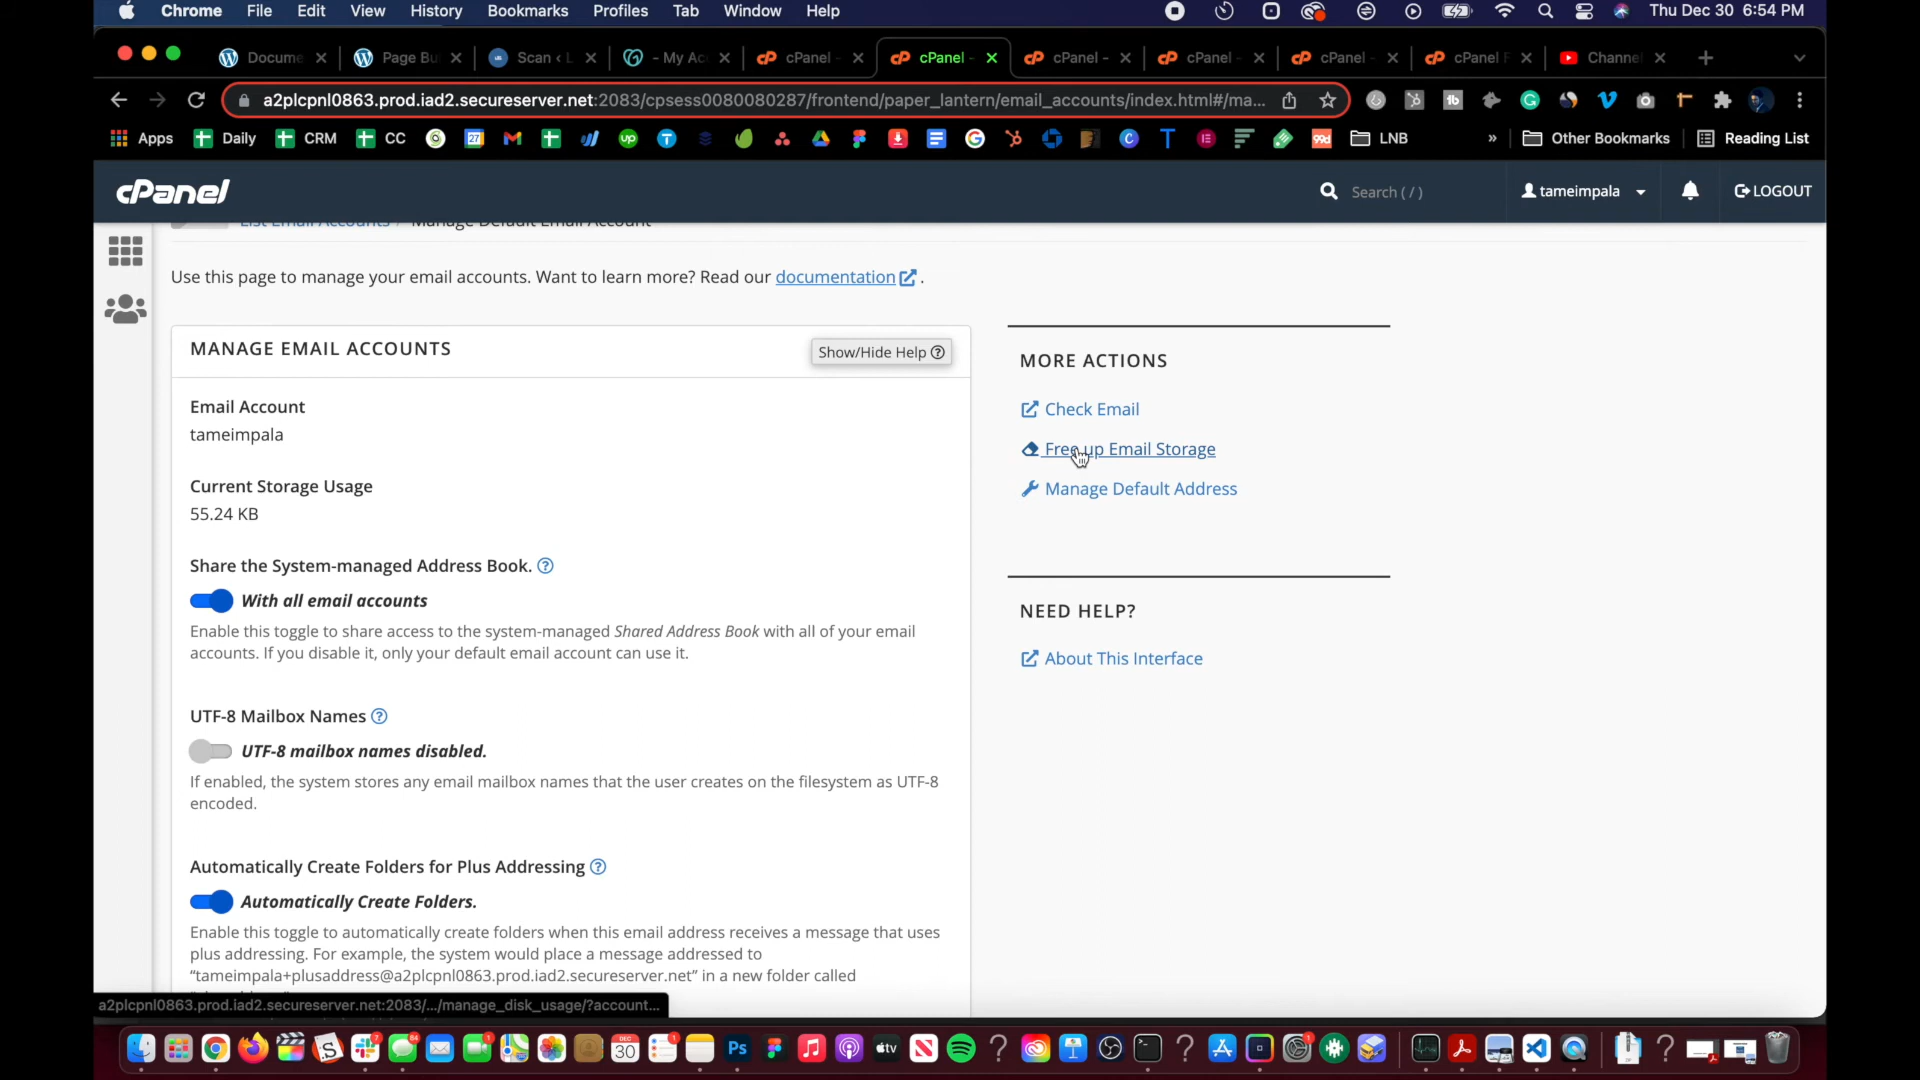 Chrome File Edit View History Bookmarks Profiles Tab Window Help Thu Dec 30 6:54 PM
Docume Page Bu Scan ‹ L - My Ac cPanel - cPanel - cPanel - cPanel - cPanel - cPanel F Channel
a2plcpnl0863.prod.iad2.secureserver.net:2083/cpsess0080080287/frontend/paper_lantern/email_accounts/index.html#/ma...
Apps Daily CRM CC LNB » Other Bookmarks Reading List
cPanel Search ( / ) tameimpala LOGOUT
List Email Accounts / Manage Default Email Account
Use this page to manage your email accounts. Want to learn more? Read our documentation .
MANAGE EMAIL ACCOUNTS
Show/Hide Help
Email Account
tameimpala
Current Storage Usage
55.24 KB
Share the System-managed Address Book.
With all email accounts
Enable this toggle to share access to the system-managed Shared Address Book with all of your email
accounts. If you disable it, only your default email account can use it.
UTF-8 Mailbox Names
UTF-8 mailbox names disabled.
If enabled, the system stores any email mailbox names that the user creates on the filesystem as UTF-8
encoded.
Automatically Create Folders for Plus Addressing
Automatically Create Folders.
Enable this toggle to automatically create folders when this email address receives a message that uses
plus addressing. For example, the system would place a message addressed to
“tameimpala+plusaddress@a2plcpnl0863.prod.iad2.secureserver.net” in a new folder called
MORE ACTIONS
Check Email
Free up Email Storage
Manage Default Address
NEED HELP?
About This Interface
a2plcpnl0863.prod.iad2.secureserver.net:2083/.../manage_disk_usage/?account...